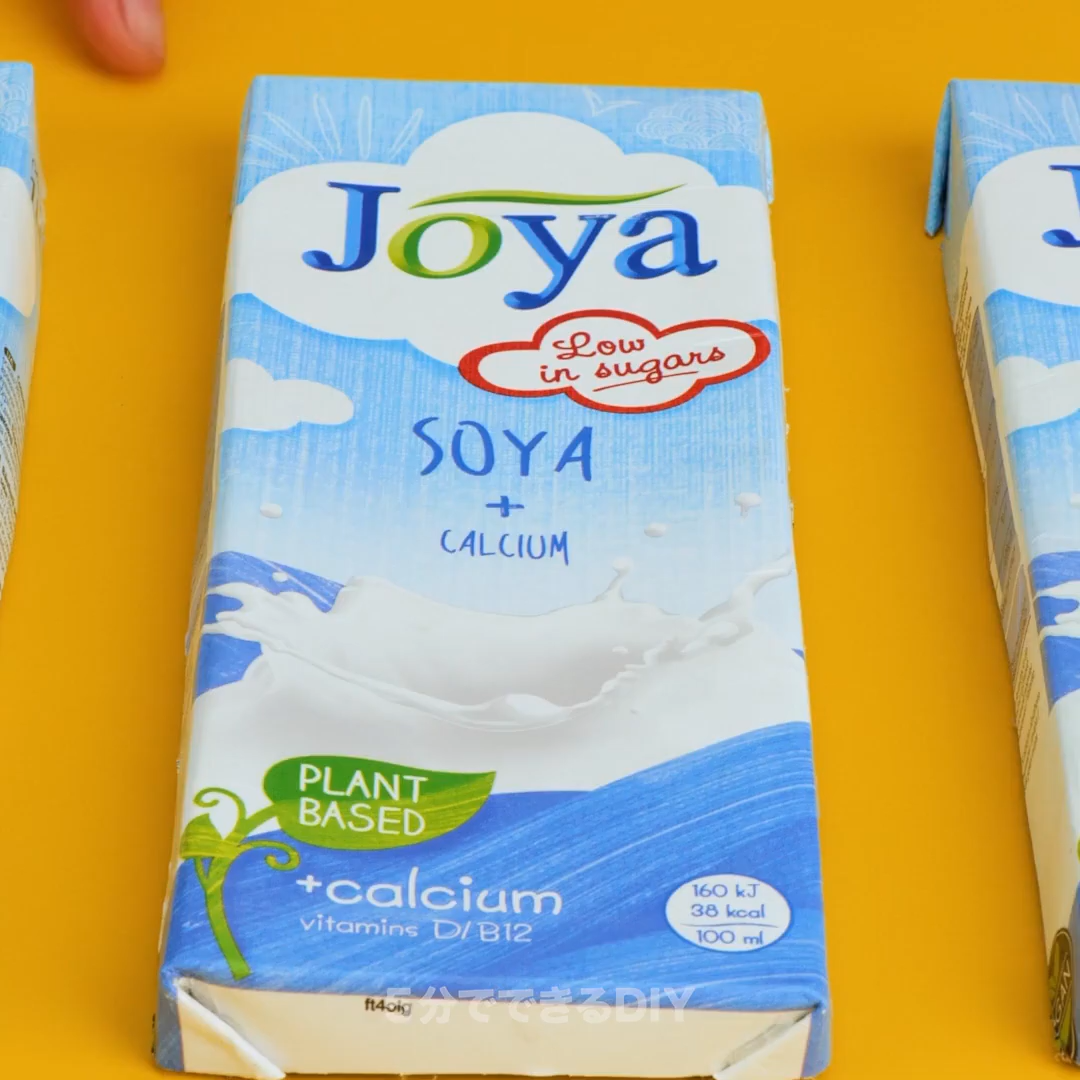 Joya
Low
in sugars
SOYA
+
CALCIUM
PLANT
BASED
+calcium
vitamins D/B12
160 kJ
38 kcal
100 ml
5分でできるDIY